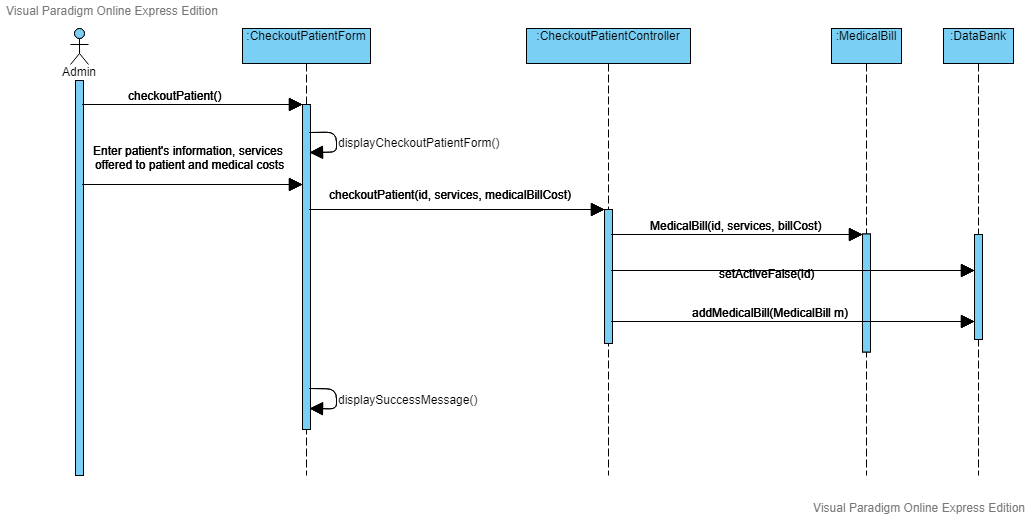 Visual Paradigm Online Express Edition
:CheckoutPatientForm
:CheckoutPatientController
:MedicalBill
:DataBank
Admin
checkoutPatient()
displayCheckoutPatientForm()
Enter patient's information, services
offered to patient and medical costs
checkoutPatient(id, services, medicalBillCost)
MedicalBill(id, services, billCost)
setActiveFalse(id)
addMedicalBill(MedicalBill m)
displaySuccessMessage()
Visual Paradigm Online Express Edition